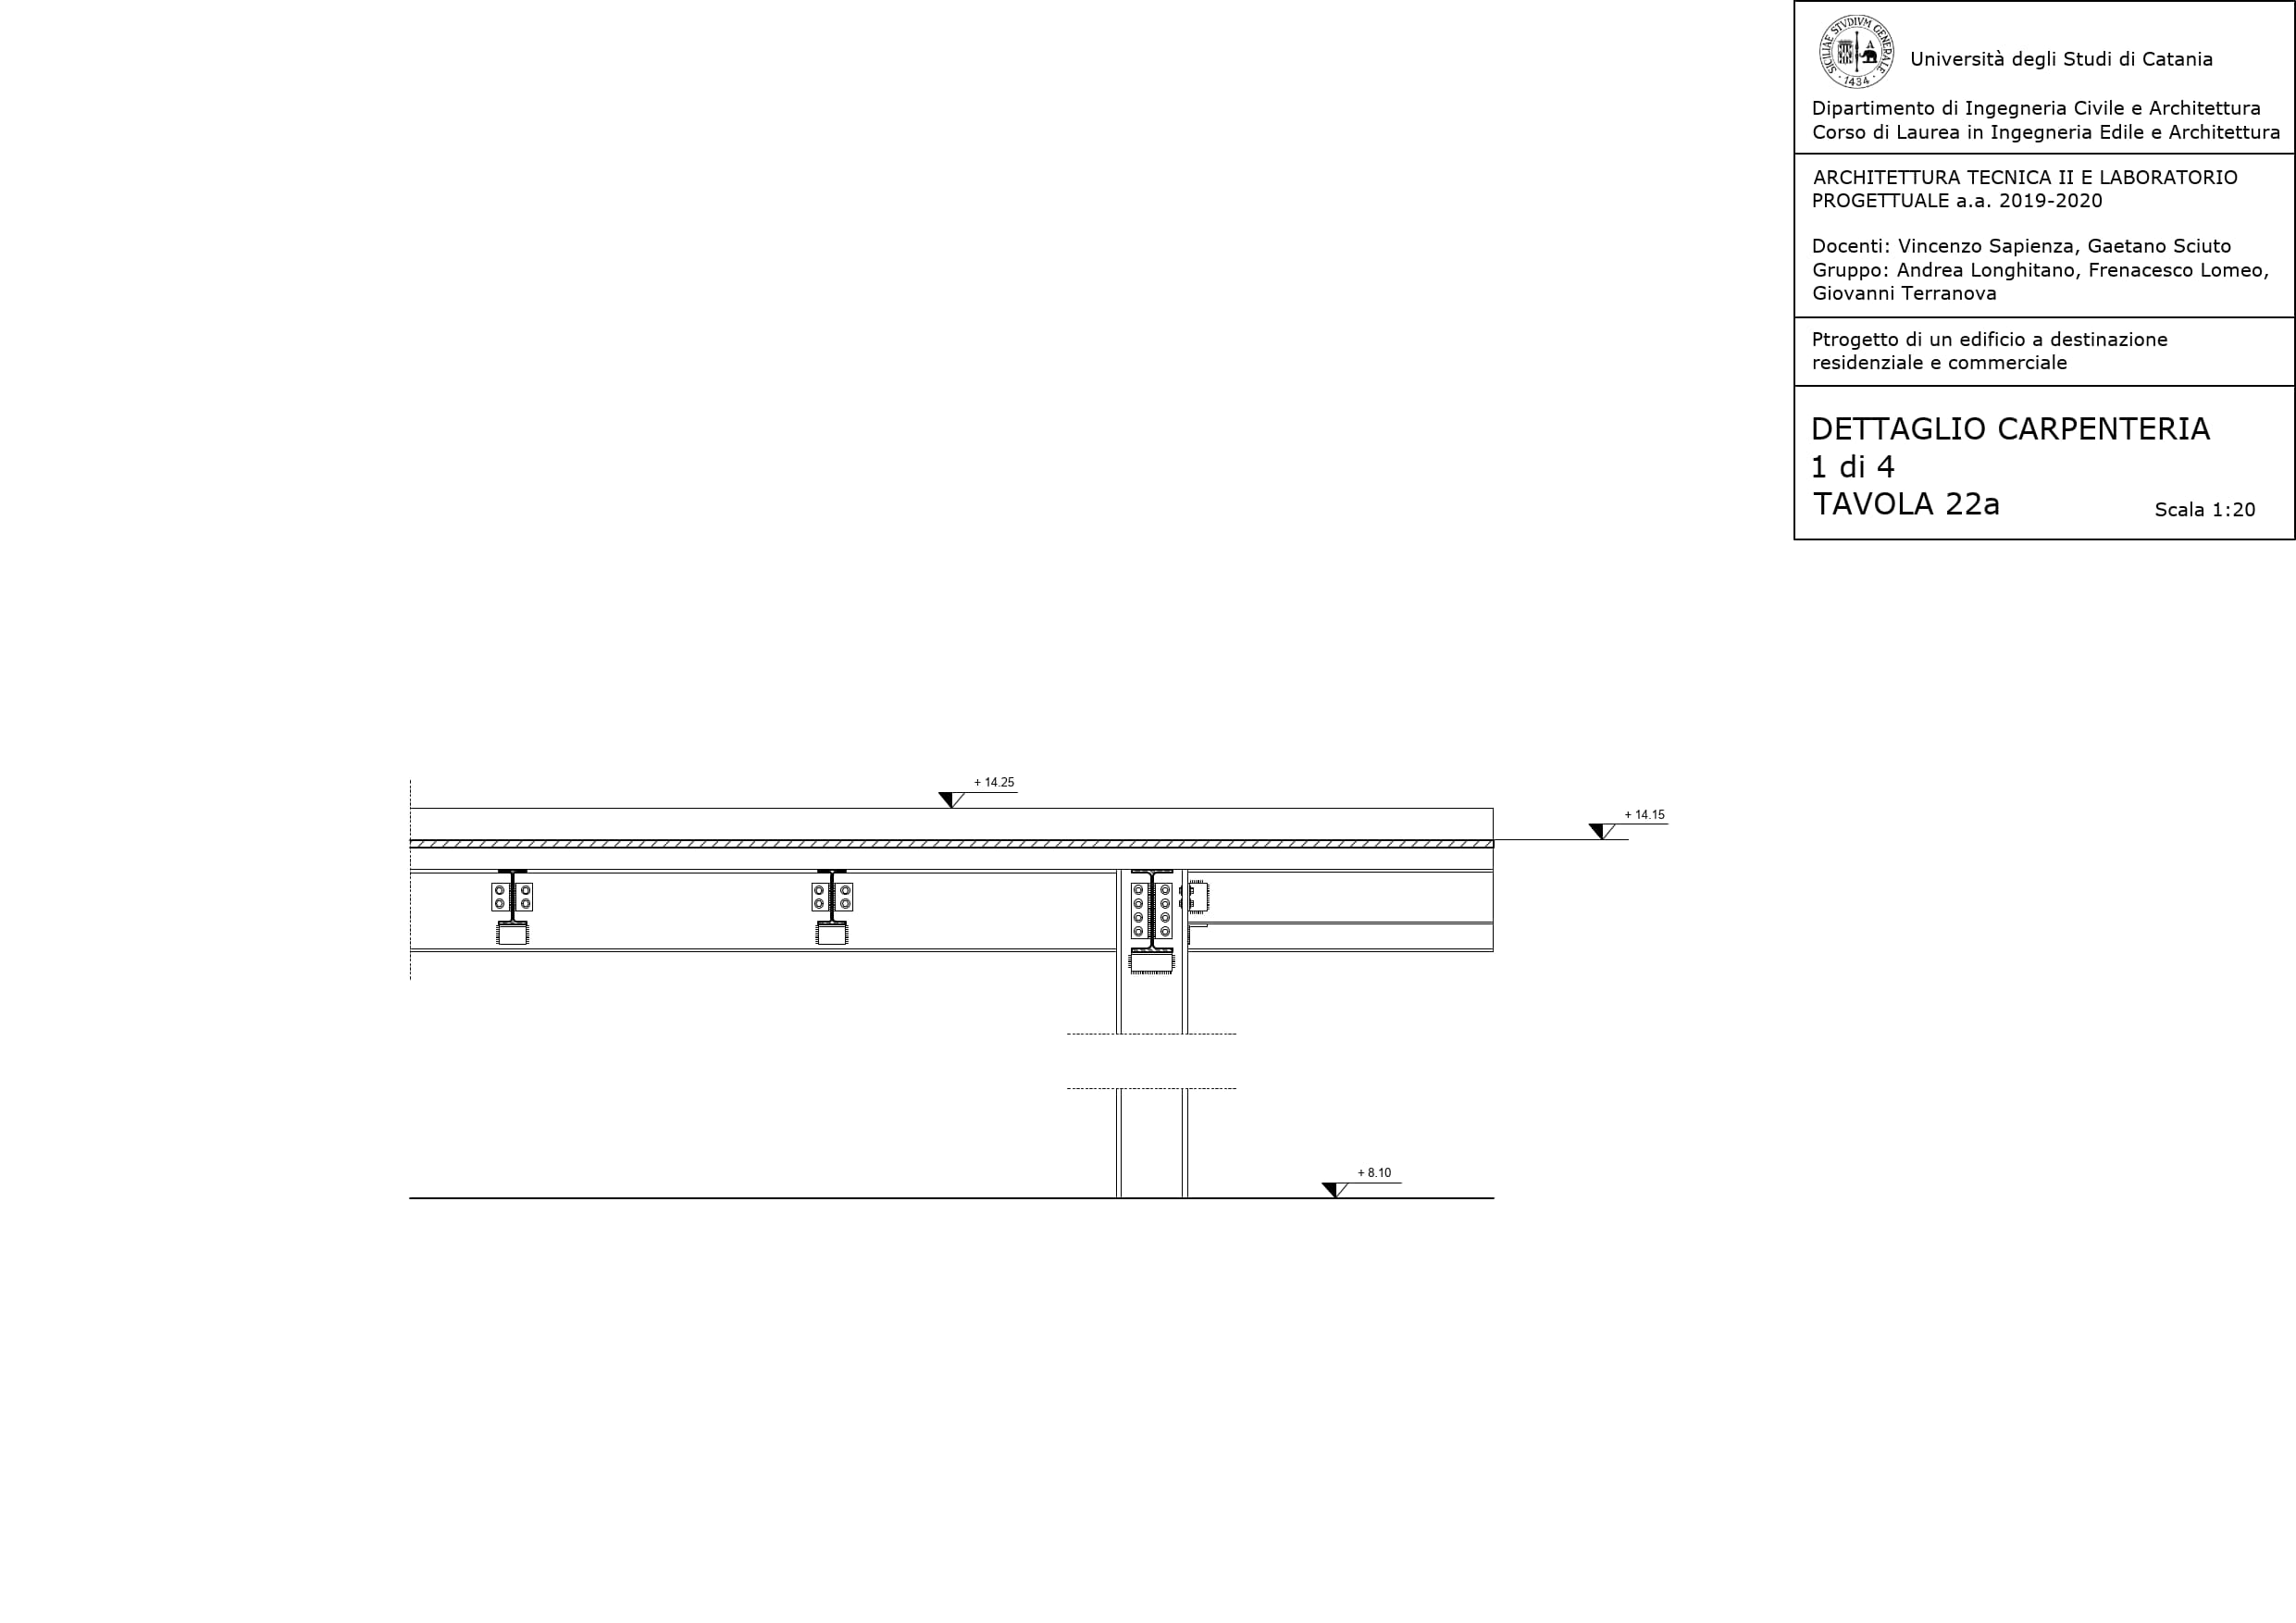 SICILIAE STVDIVM GENERALE
· 1434 ·
Università degli Studi di Catania
Dipartimento di Ingegneria Civile e Architettura
Corso di Laurea in Ingegneria Edile e Architettura
ARCHITETTURA TECNICA II E LABORATORIO
PROGETTUALE a.a. 2019-2020
Docenti: Vincenzo Sapienza, Gaetano Sciuto
Gruppo: Andrea Longhitano, Frenacesco Lomeo,
Giovanni Terranova
Ptrogetto di un edificio a destinazione
residenziale e commerciale
DETTAGLIO CARPENTERIA
1 di 4
TAVOLA 22a
Scala 1:20
+ 14.25
+ 14.15
+ 8.10